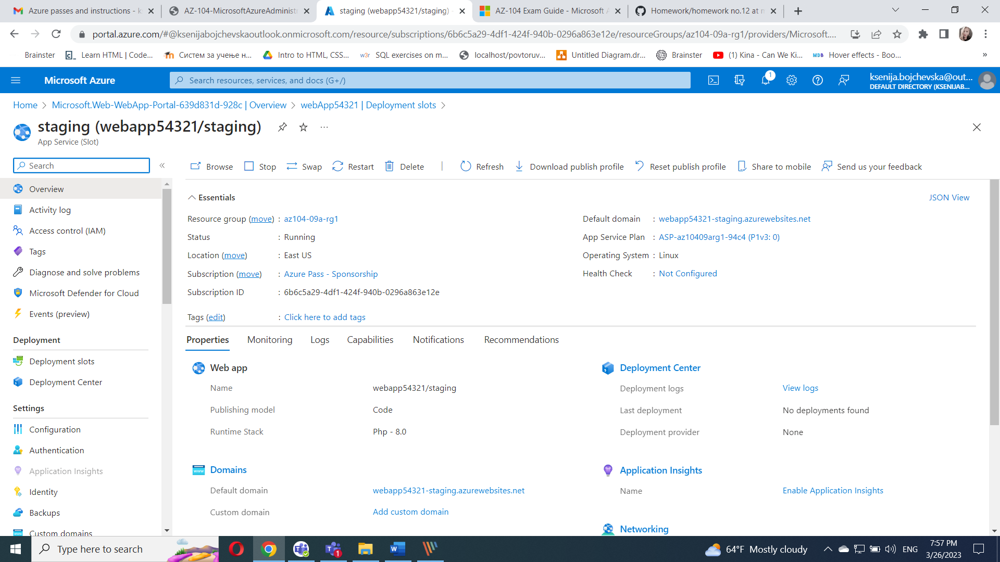 Azure passes and instructions - k
AZ-104-MicrosoftAzureAdministr
staging (webapp54321/staging) -
AZ-104 Exam Guide - Microsoft A
Homework/homework no.12 at m
portal.azure.com/#@ksenijabojchevskaoutlook.onmicrosoft.com/resource/subscriptions/6b6c5a29-4df1-424f-940b-0296a863e12e/resourceGroups/az104-09a-rg1/providers/Microsoft....
Brainster
Learn HTML | Code...
Систем за учење н...
Intro to HTML, CSS...
SQL exercises on m...
localhost/povtoruv...
Untitled Diagram.dr...
Brainster
(1) Kina - Can We Ki...
Hover effects - Boo...
»
Microsoft Azure
Search resources, services, and docs (G+/)
1
ksenija.bojchevska@out...
DEFAULT DIRECTORY (KSENIJAB...
Home > Microsoft.Web-WebApp-Portal-639d831d-928c | Overview > webApp54321 | Deployment slots >
staging (webapp54321/staging)
...
App Service (Slot)
Search
«
Browse
Stop
Swap
Restart
Delete
Refresh
Download publish profile
Reset publish profile
Share to mobile
Send us your feedback
Overview
Activity log
Access control (IAM)
Tags
Diagnose and solve problems
Microsoft Defender for Cloud
Events (preview)
Deployment
Deployment slots
Deployment Center
Settings
Configuration
Authentication
Application Insights
Identity
Backups
Custom domains
Essentials
JSON View
Resource group (move) : az104-09a-rg1
Status : Running
Location (move) : East US
Subscription (move) : Azure Pass - Sponsorship
Subscription ID : 6b6c5a29-4df1-424f-940b-0296a863e12e
Tags (edit) : Click here to add tags
Default domain : webapp54321-staging.azurewebsites.net
App Service Plan : ASP-az10409arg1-94c4 (P1v3: 0)
Operating System : Linux
Health Check : Not Configured
Properties
Monitoring
Logs
Capabilities
Notifications
Recommendations
Web app
Name webapp54321/staging
Publishing model Code
Runtime Stack Php - 8.0
Domains
Default domain webapp54321-staging.azurewebsites.net
Custom domain Add custom domain
Deployment Center
Deployment logs View logs
Last deployment No deployments found
Deployment provider None
Application Insights
Name Enable Application Insights
Networking
Type here to search
1
64°F Mostly cloudy
ENG
7:57 PM
3/26/2023